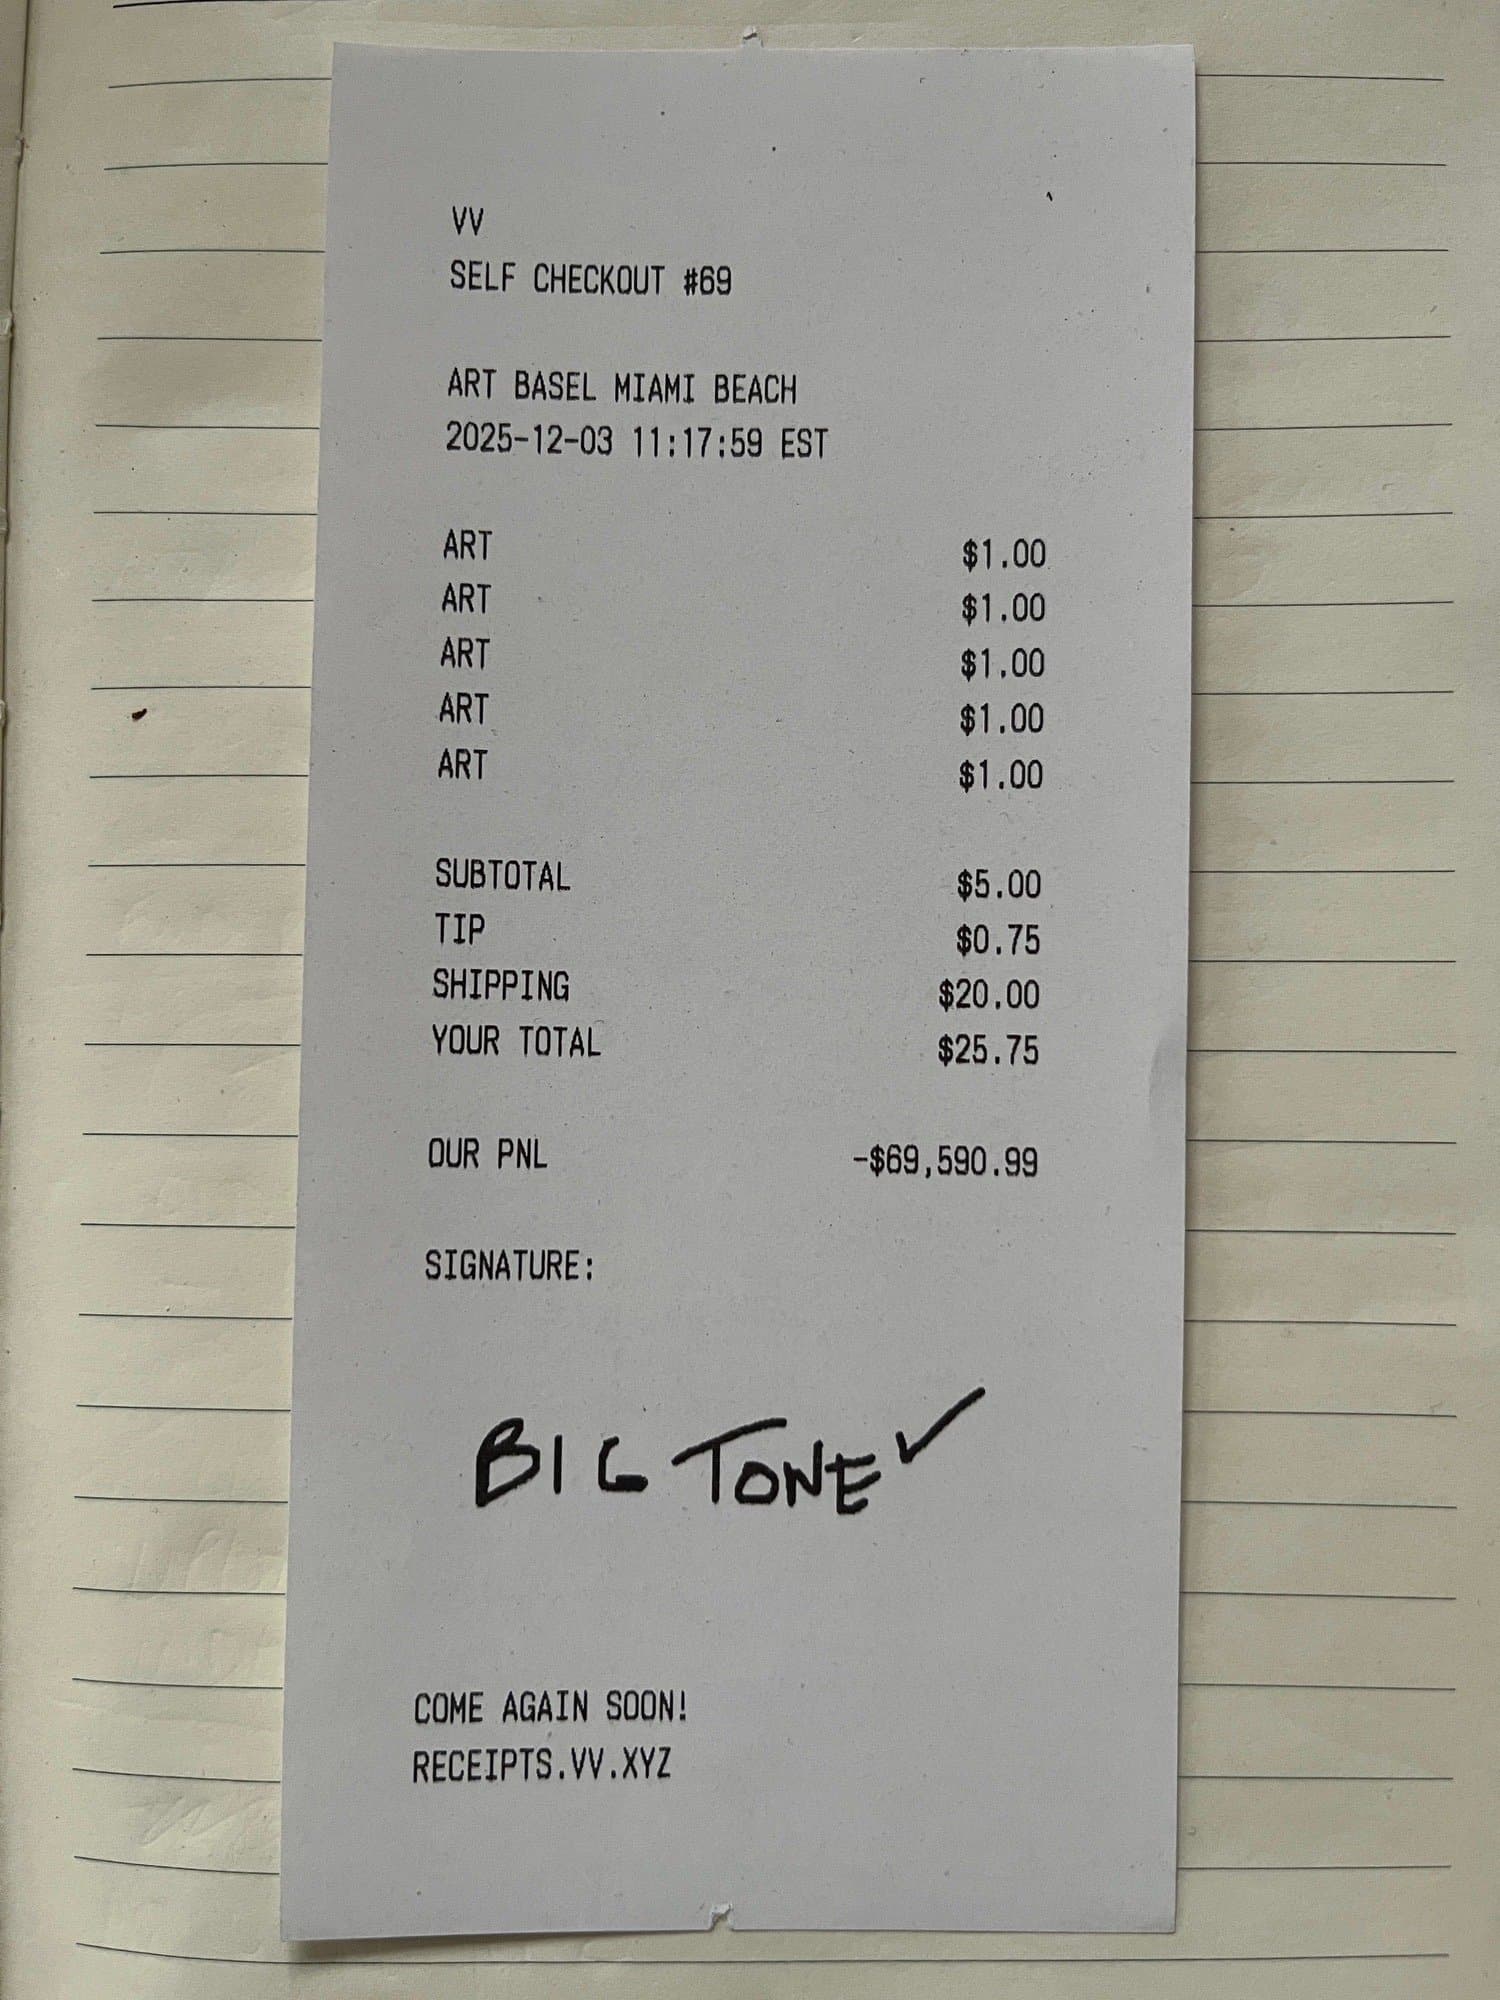 VV
SELF CHECKOUT #69
ART BASEL MIAMI BEACH
2025-12-03 11:17:59 EST
ART $1.00
ART $1.00
ART $1.00
ART $1.00
ART $1.00
SUBTOTAL $5.00
TIP $0.75
SHIPPING $20.00
YOUR TOTAL $25.75
OUR PNL -$69,590.99
SIGNATURE:
BIG TONE ✓
COME AGAIN SOON!
RECEIPTS.VV.XYZ